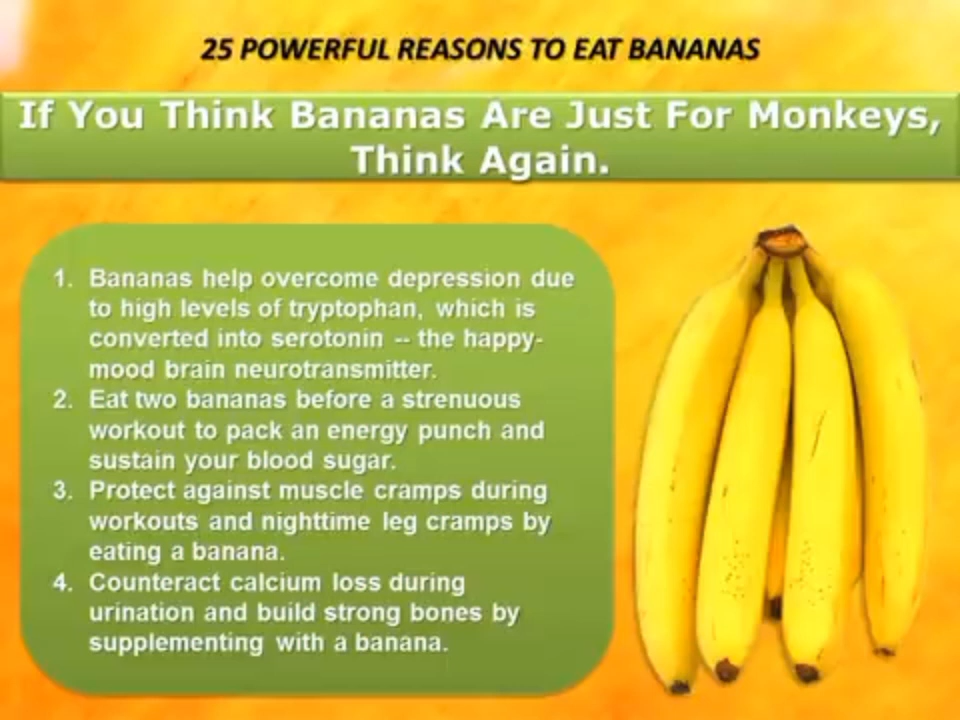 25 POWERFUL REASONS TO EAT BANANAS
If You Think Bananas Are Just For Monkeys,
Think Again.
1. Bananas help overcome depression due
to high levels of tryptophan, which is
converted into serotonin -- the happy-
mood brain neurotransmitter.
2. Eat two bananas before a strenuous
workout to pack an energy punch and
sustain your blood sugar.
3. Protect against muscle cramps during
workouts and nighttime leg cramps by
eating a banana.
4. Counteract calcium loss during
urination and build strong bones by
supplementing with a banana.